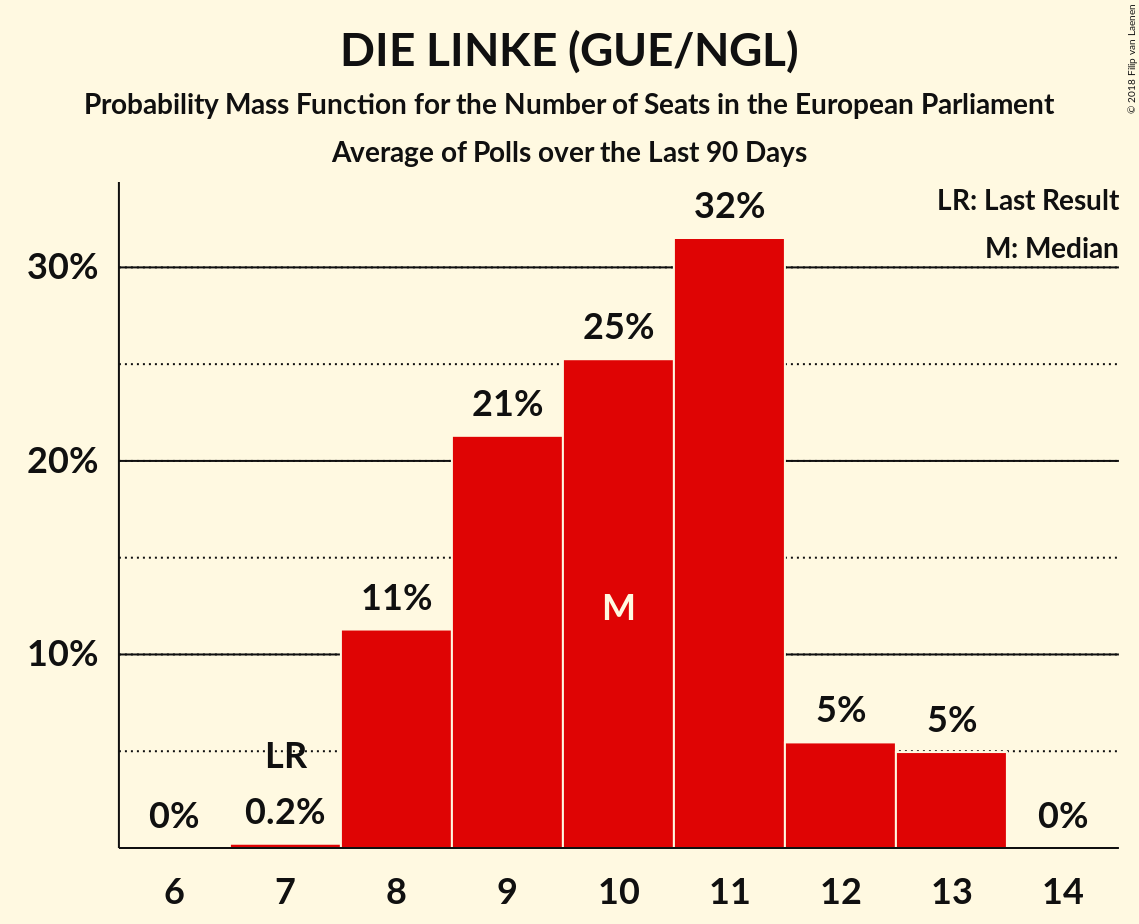 DIE LINKE (GUE/NGL)
Probability Mass Function for the Number of Seats in the European Parliament
Average of Polls over the Last 90 Days
© 2018 Filip van Laenen
LR: Last Result
M: Median
30%
20%
10%
0%
LR
0.2%
11%
21%
25%
M
32%
5%
5%
0%
6 7 8 9 10 11 12 13 14